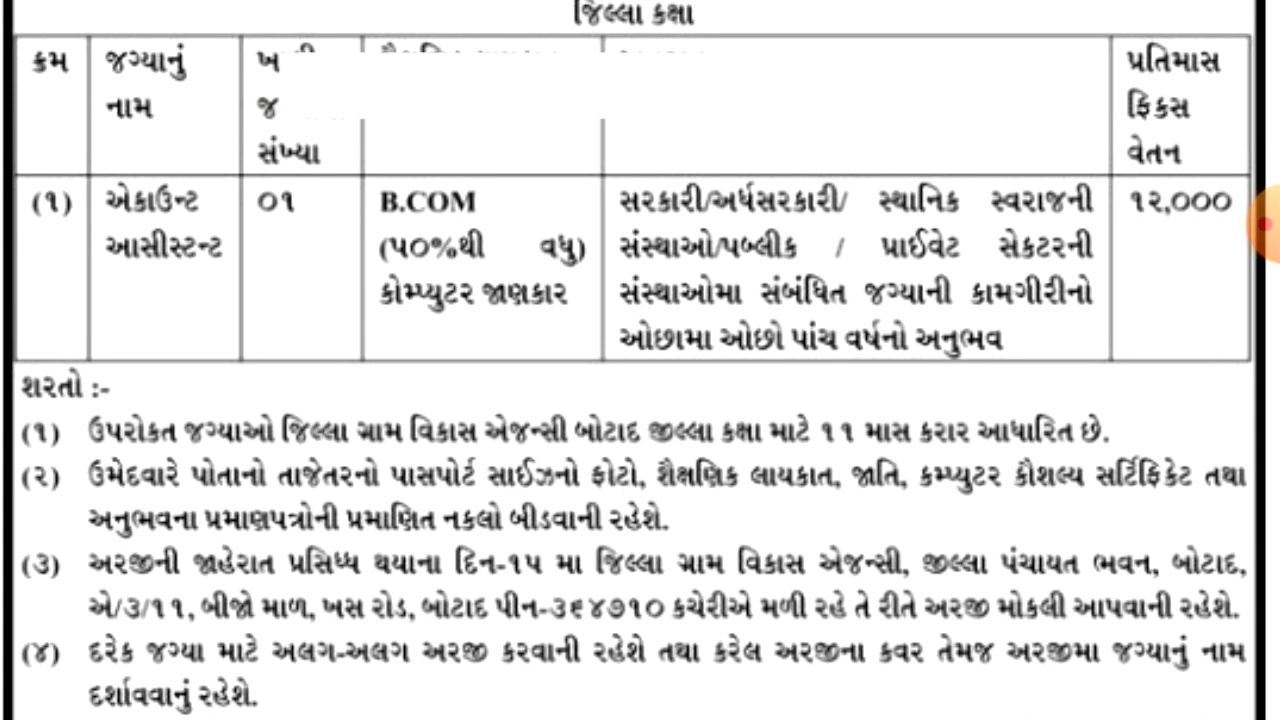 જિલ્લા કક્ષા
ક્રમ જગ્યાનું નામ સંખ્યા પ્રતિમાસ ફિકસ વેતન
(૧) એકાઉન્ટ ૦૧ B.COM સરકારી/અર્ધસરકારી/ સ્થાનિક સ્વરાજની ૧૨,૦૦૦
આસીસ્ટન્ટ (૫૦%થી વધુ) સંસ્થાઓ/પબ્લીક / પ્રાઈવેટ સેકટરની
કોમ્પ્યુટર જાણકાર સંસ્થાઓમા સંબંધિત જગ્યાની કામગીરીનો
ઓછામા ઓછો પાંચ વર્ષનો અનુભવ
શરતો :-
(૧) ઉપરોકત જગ્યાઓ જિલ્લા ગ્રામ વિકાસ એજન્સી બોટાદ જીલ્લા કક્ષા માટે ૧૧ માસ કરાર આધારિત છે.
(૨) ઉમેદવારે પોતાનો તાજેતરનો પાસપોર્ટ સાઈઝનો ફોટો, શૈક્ષણિક લાયકાત, જાતિ, કમ્પ્યુટર કૌશલ્ય સર્ટિફિકેટ તથા
અનુભવના પ્રમાણપત્રોની પ્રમાણિત નકલો બીડવાની રહેશે.
(૩) અરજીની જાહેરાત પ્રસિધ્ધ થયાના દિન-૧૫ મા જિલ્લા ગ્રામ વિકાસ એજન્સી, જીલ્લા પંચાયત ભવન, બોટાદ,
એ/૩/૧૧, બીજો માળ, ખસ રોડ, બોટાદ પીન-૩૬૪૭૧૦ કચેરીએ મળી રહે તે રીતે અરજી મોકલી આપવાની રહેશે.
(૪) દરેક જગ્યા માટે અલગ-અલગ અરજી કરવાની રહેશે તથા કરેલ અરજીના કવર તેમજ અરજીમા જગ્યાનું નામ
દર્શાવવાનું રહેશે.